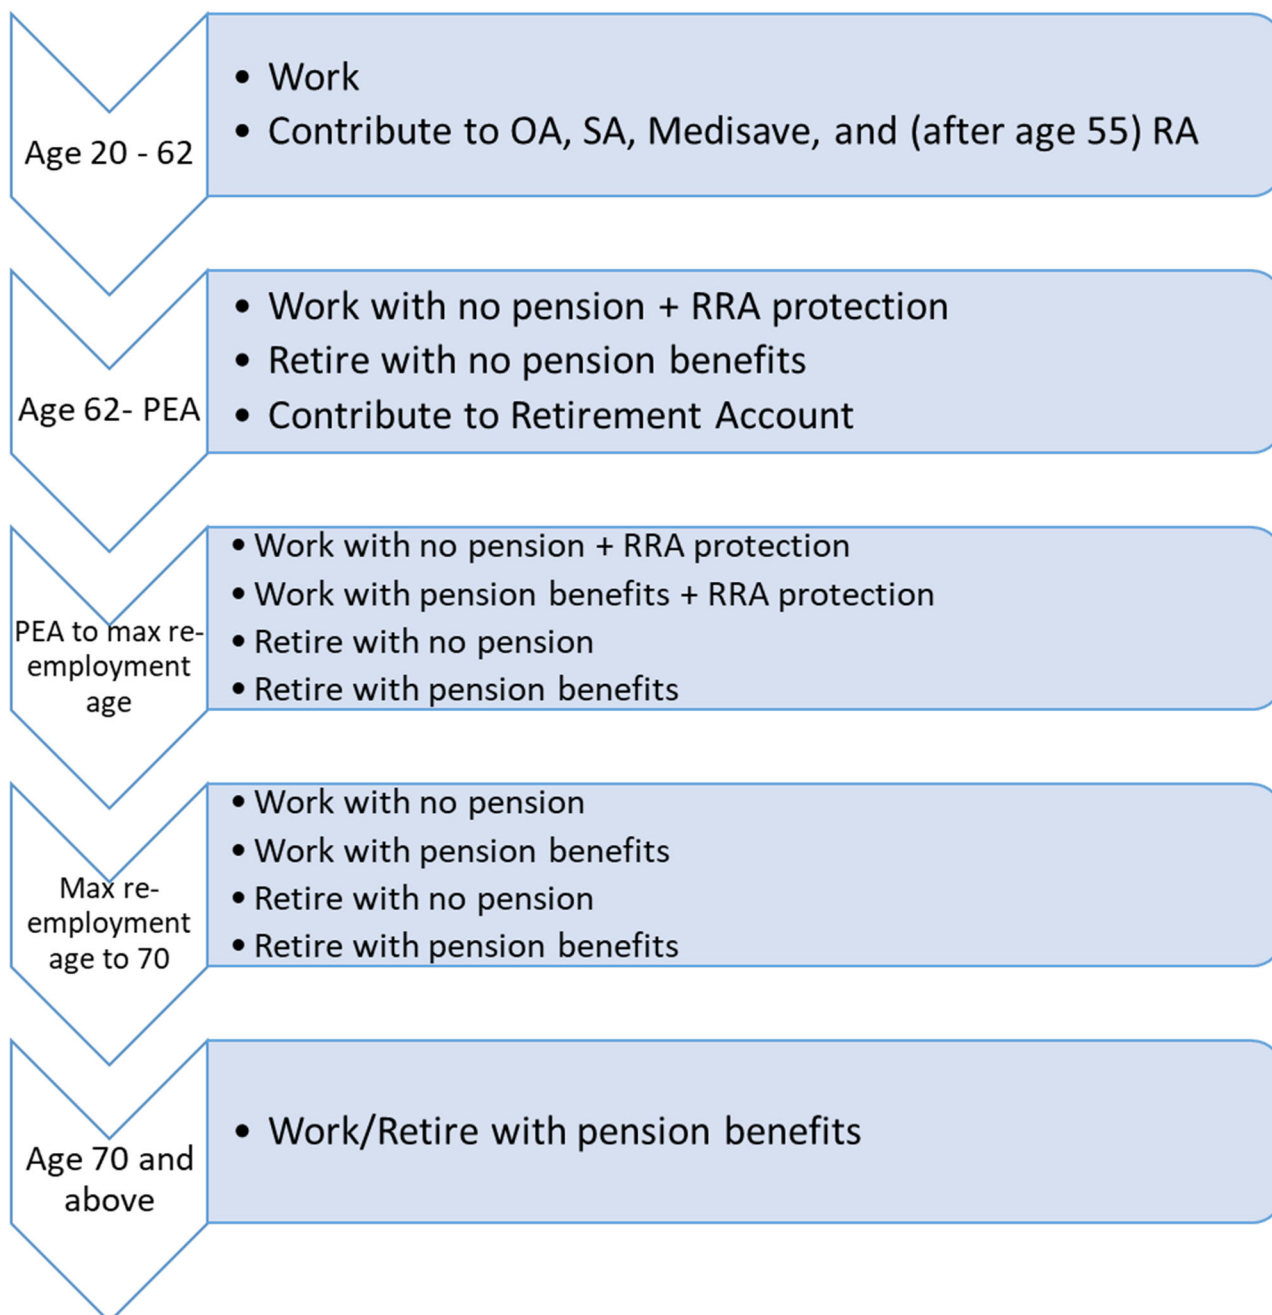 Age 20 - 62
• Work
• Contribute to OA, SA, Medisave, and (after age 55) RA
Age 62- PEA
• Work with no pension + RRA protection
• Retire with no pension benefits
• Contribute to Retirement Account
PEA to max re-
employment
age
• Work with no pension + RRA protection
• Work with pension benefits + RRA protection
• Retire with no pension
• Retire with pension benefits
Max re-
employment
age to 70
• Work with no pension
• Work with pension benefits
• Retire with no pension
• Retire with pension benefits
Age 70 and
above
• Work/Retire with pension benefits